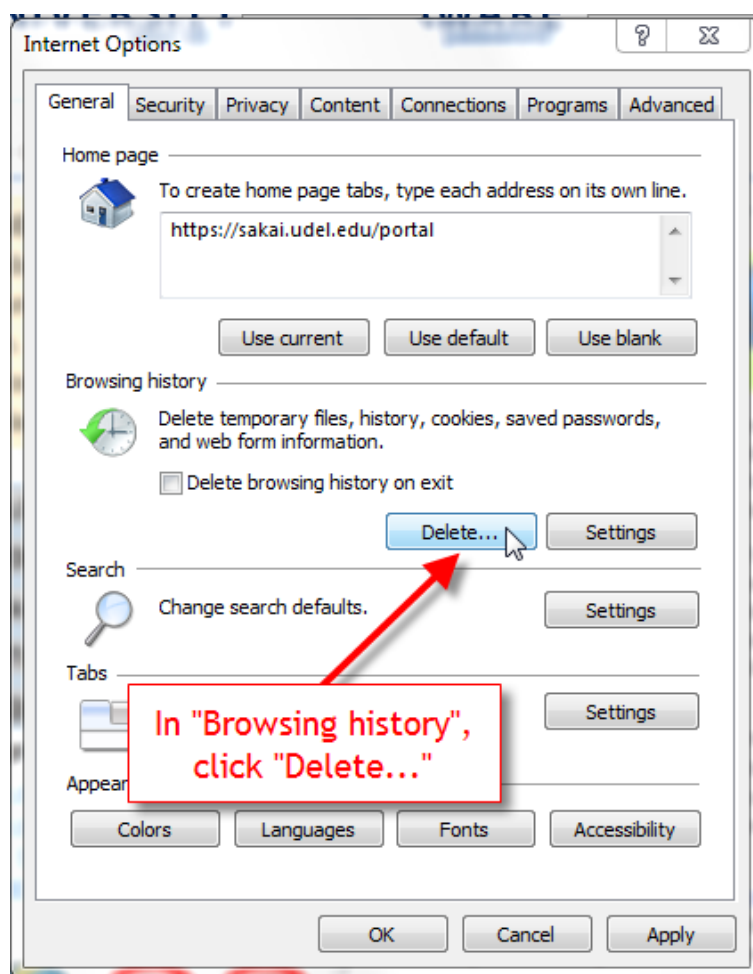 Internet Options
General Security Privacy Content Connections Programs Advanced
Home page
To create home page tabs, type each address on its own line.
https://sakai.udel.edu/portal
Use current Use default Use blank
Browsing history
Delete temporary files, history, cookies, saved passwords,
and web form information.
Delete browsing history on exit
Delete... Settings
Search
Change search defaults.
Settings
Tabs
Settings
In "Browsing history",
click "Delete..."
Appear
Colors Languages Fonts Accessibility
OK Cancel Apply